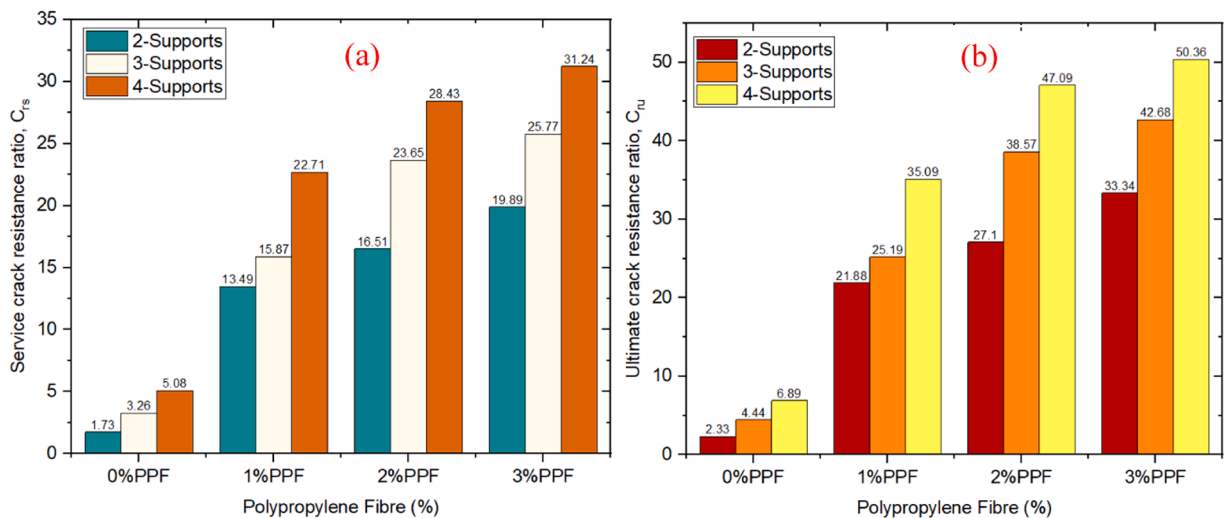 (a)
2-Supports
3-Supports
4-Supports
Service crack resistance ratio, Crs
35
30
25
20
15
10
5
0
1.73
3.26
5.08
13.49
15.87
22.71
16.51
23.65
28.43
19.89
25.77
31.24
0%PPF
1%PPF
2%PPF
3%PPF
Polypropylene Fibre (%)
(b)
2-Supports
3-Supports
4-Supports
Ultimate crack resistance ratio, Cru
50
40
30
20
10
0
2.33
4.44
6.89
21.88
25.19
35.09
27.1
38.57
47.09
33.34
42.68
50.36
0%PPF
1%PPF
2%PPF
3%PPF
Polypropylene Fibre (%)